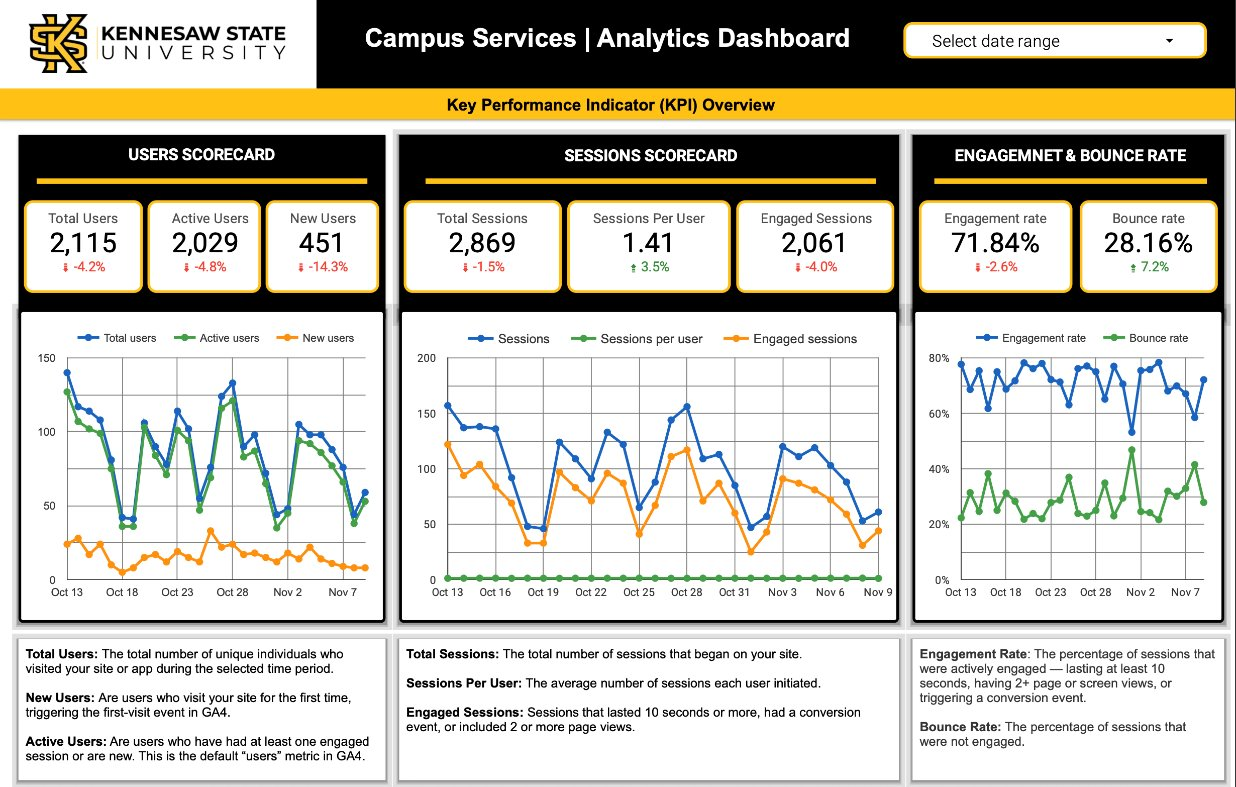 KENNESAW STATE
UNIVERSITY
Campus Services | Analytics Dashboard
Select date range
Key Performance Indicator (KPI) Overview
USERS SCORECARD
Total Users
2,115
-4.2%
Active Users
2,029
-4.8%
New Users
451
-14.3%
Total users
Active users
New users
150
100
50
0
Oct 13
Oct 18
Oct 23
Oct 28
Nov 2
Nov 7
Total Users: The total number of unique individuals who
visited your site or app during the selected time period.
New Users: Are users who visit your site for the first time,
triggering the first-visit event in GA4.
Active Users: Are users who have had at least one engaged
session or are new. This is the default “users” metric in GA4.
SESSIONS SCORECARD
Total Sessions
2,869
-1.5%
Sessions Per User
1.41
3.5%
Engaged Sessions
2,061
-4.0%
Sessions
Sessions per user
Engaged sessions
200
150
100
50
0
Oct 13
Oct 16
Oct 19
Oct 22
Oct 25
Oct 28
Oct 31
Nov 3
Nov 6
Nov 9
Total Sessions: The total number of sessions that began on your site.
Sessions Per User: The average number of sessions each user initiated.
Engaged Sessions: Sessions that lasted 10 seconds or more, had a conversion
event, or included 2 or more page views.
ENGAGEMNET & BOUNCE RATE
Engagement rate
71.84%
-2.6%
Bounce rate
28.16%
7.2%
Engagement rate
Bounce rate
80%
60%
40%
20%
0%
Oct 13
Oct 18
Oct 23
Oct 28
Nov 2
Nov 7
Engagement Rate: The percentage of sessions that
were actively engaged — lasting at least 10
seconds, having 2+ page or screen views, or
triggering a conversion event.
Bounce Rate: The percentage of sessions that
were not engaged.